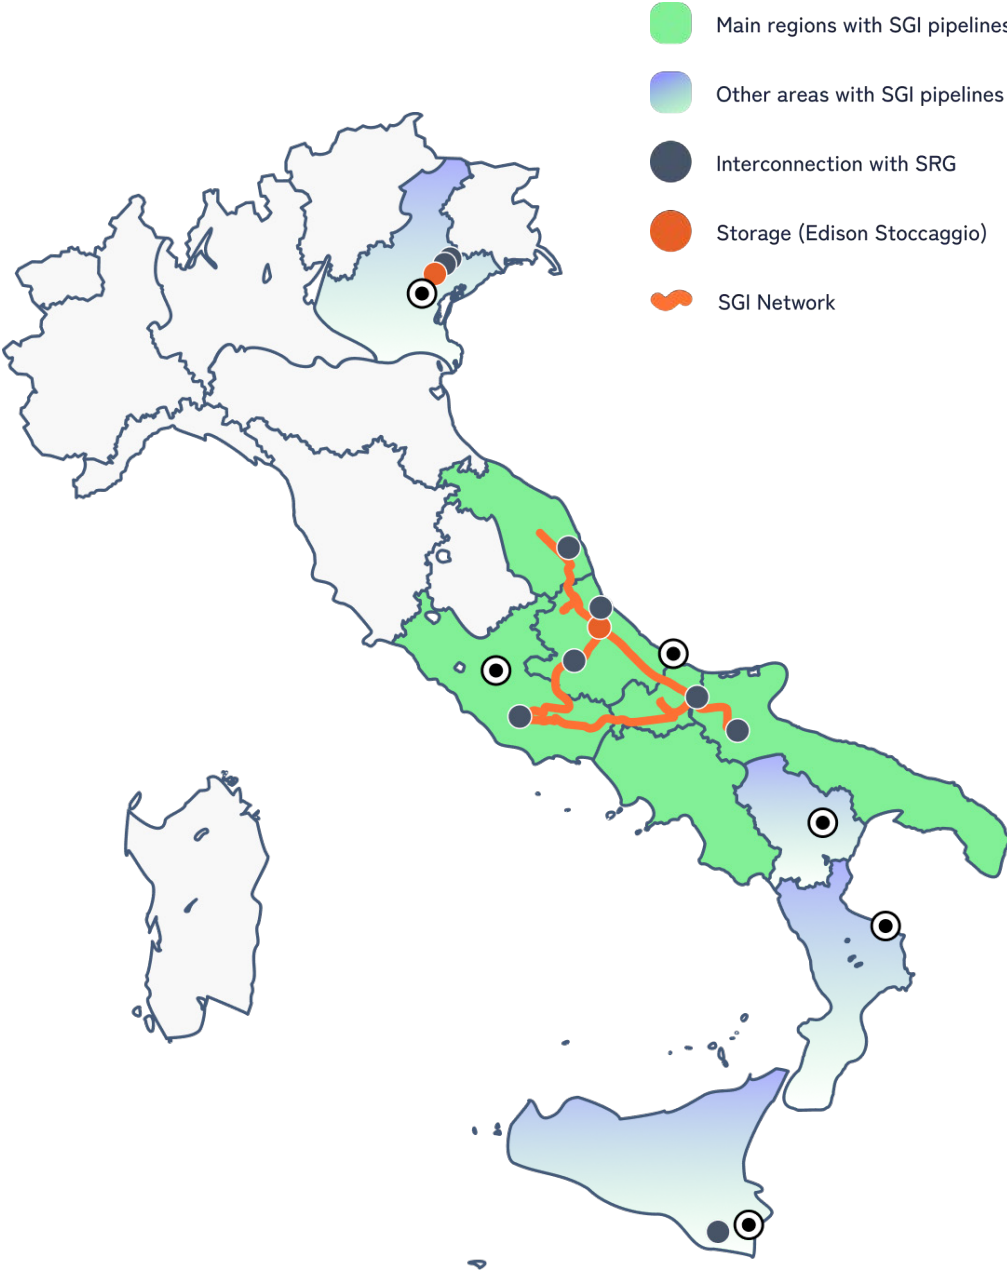 Main regions with SGI pipelines
Other areas with SGI pipelines
Interconnection with SRG
Storage (Edison Stoccaggio)
SGI Network